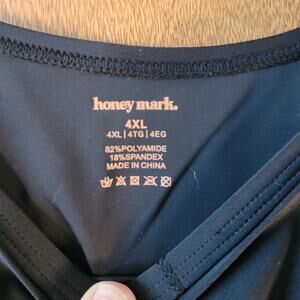 honey mark.
4XL
4XL | 4TG | 4EG
82%POLYAMIDE
18%SPANDEX
MADE IN CHINA